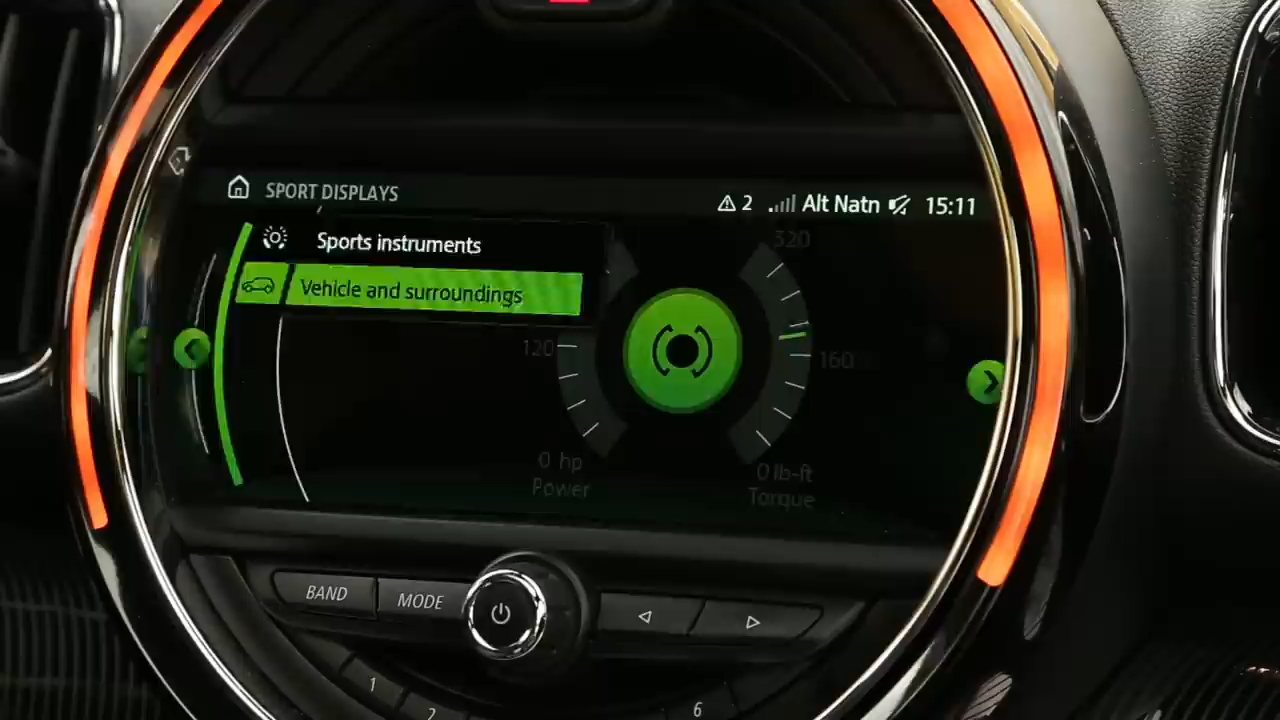 SPORT DISPLAYS
2 Alt Natn 15:11
Sports instruments
320
Vehicle and surroundings
120
160
0 hp
0 lb-ft
Power
Torque
BAND
MODE
1
2
6